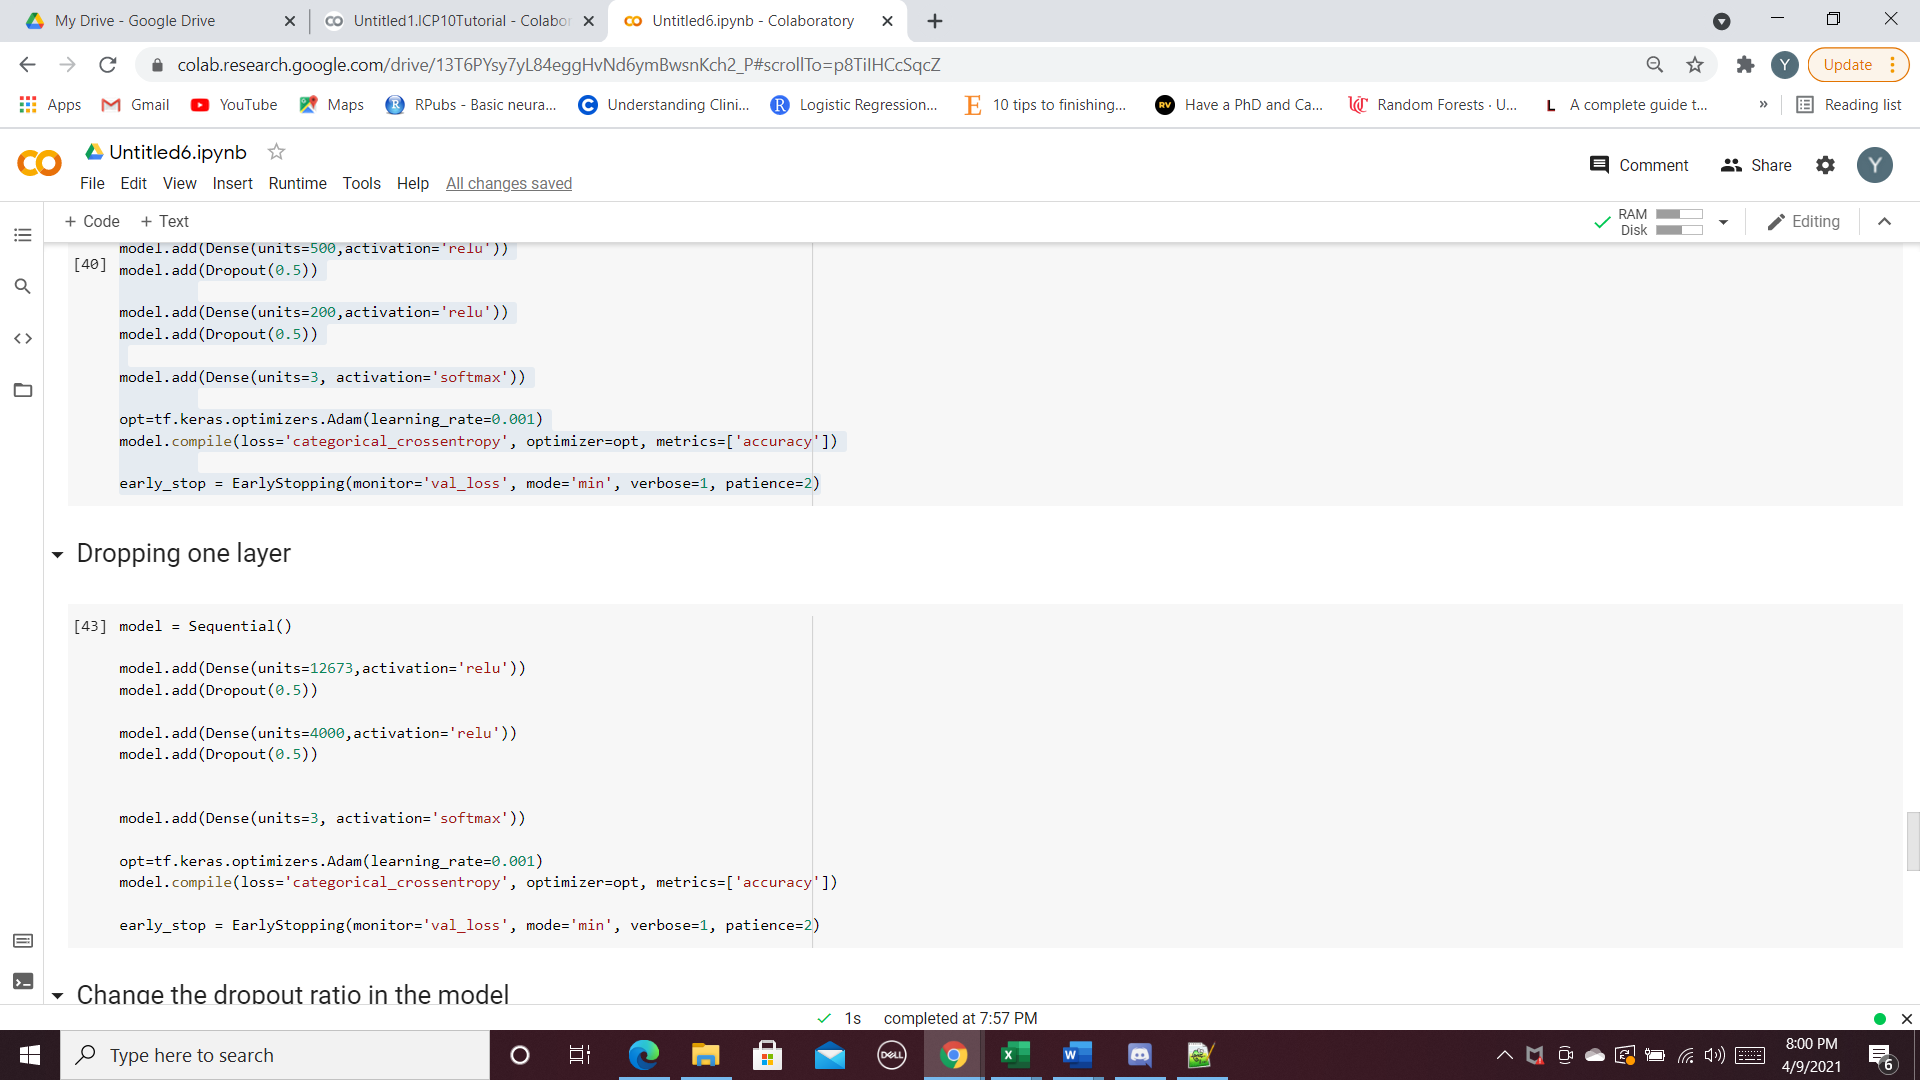 My Drive - Google Drive
Untitled1.ICP10Tutorial - Colabor
Untitled6.ipynb - Colaboratory
colab.research.google.com/drive/13T6PYsy7yL84eggHvNd6ymBwsnKch2_P#scrollTo=p8TiIHCcSqcZ
Y
Update
Apps
Gmail
YouTube
Maps
RPubs - Basic neura...
Understanding Clini...
Logistic Regression...
10 tips to finishing...
Have a PhD and Ca...
Random Forests · U...
A complete guide t...
»
Reading list
Untitled6.ipynb
Comment
Share
Y
File Edit View Insert Runtime Tools Help All changes saved
+ Code + Text
RAM
Disk
Editing
model.add(Dense(units=500,activation='relu'))
[40]
model.add(Dropout(0.5))
model.add(Dense(units=200,activation='relu'))
model.add(Dropout(0.5))
model.add(Dense(units=3, activation='softmax'))
opt=tf.keras.optimizers.Adam(learning_rate=0.001)
model.compile(loss='categorical_crossentropy', optimizer=opt, metrics=['accuracy'])
early_stop = EarlyStopping(monitor='val_loss', mode='min', verbose=1, patience=2)
Dropping one layer
[43] model = Sequential()
model.add(Dense(units=12673,activation='relu'))
model.add(Dropout(0.5))
model.add(Dense(units=4000,activation='relu'))
model.add(Dropout(0.5))
model.add(Dense(units=3, activation='softmax'))
opt=tf.keras.optimizers.Adam(learning_rate=0.001)
model.compile(loss='categorical_crossentropy', optimizer=opt, metrics=['accuracy'])
early_stop = EarlyStopping(monitor='val_loss', mode='min', verbose=1, patience=2)
Change the dropout ratio in the model
1s completed at 7:57 PM
Type here to search
DELL
8:00 PM
4/9/2021
6